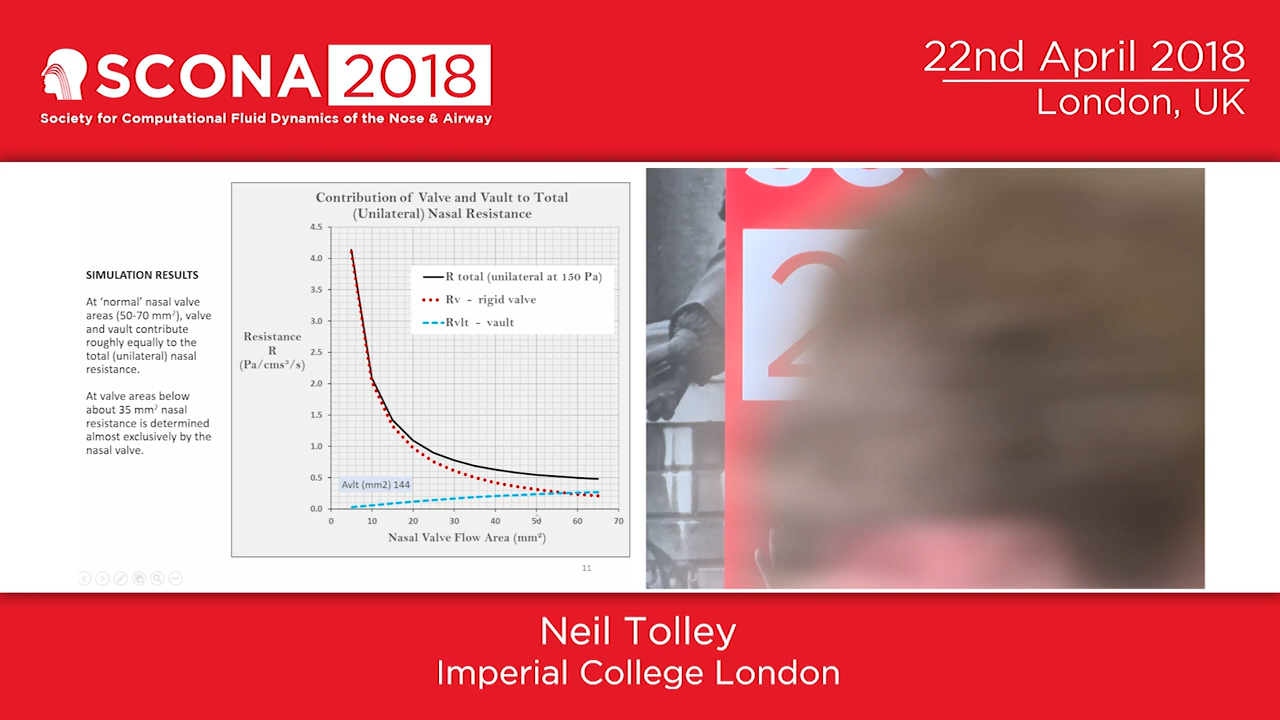 SCONA 2018
Society for Computational Fluid Dynamics of the Nose & Airway
22nd April 2018
London, UK
SIMULATION RESULTS
At ‘normal’ nasal valve
areas (50-70 mm²), valve
and vault contribute
roughly equally to the
total (unilateral) nasal
resistance.
At valve areas below
about 35 mm² nasal
resistance is determined
almost exclusively by the
nasal valve.
Contribution of Valve and Vault to Total
(Unilateral) Nasal Resistance
4.5
4.0
3.5
3.0
2.5
2.0
1.5
1.0
0.5
0.0
Resistance
R
(Pa/cms³/s)
R total (unilateral at 150 Pa)
Rv - rigid valve
Rvlt - vault
Avlt (mm2) 144
0 10 20 30 40 50 60 70
Nasal Valve Flow Area (mm²)
11
2
Neil Tolley
Imperial College London